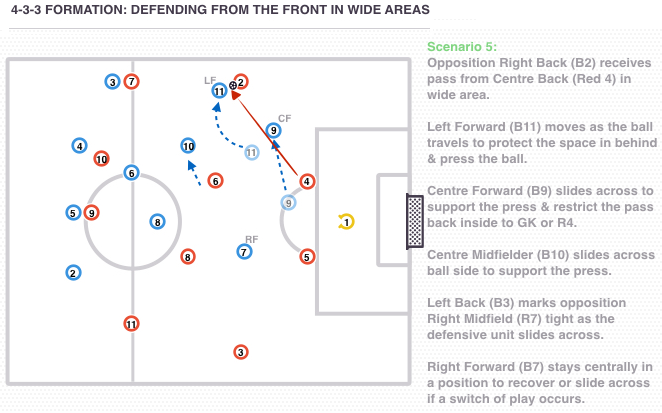 4-3-3 FORMATION: DEFENDING FROM THE FRONT IN WIDE AREAS
Scenario 5:
Opposition Right Back (B2) receives
pass from Centre Back (Red 4) in
wide area.
Left Forward (B11) moves as the ball
travels to protect the space in behind
& press the ball.
Centre Forward (B9) slides across to
support the press & restrict the pass
back inside to GK or R4.
Centre Midfielder (B10) slides across
ball side to support the press.
Left Back (B3) marks opposition
Right Midfield (R7) tight as the
defensive unit slides across.
Right Forward (B7) stays centrally in
a position to recover or slide across
if a switch of play occurs.
LF
3 7 11 2
CF
9
4 10 11
10
6 6 4
9
5 9 8 1
RF
7
8 5
2
11
3